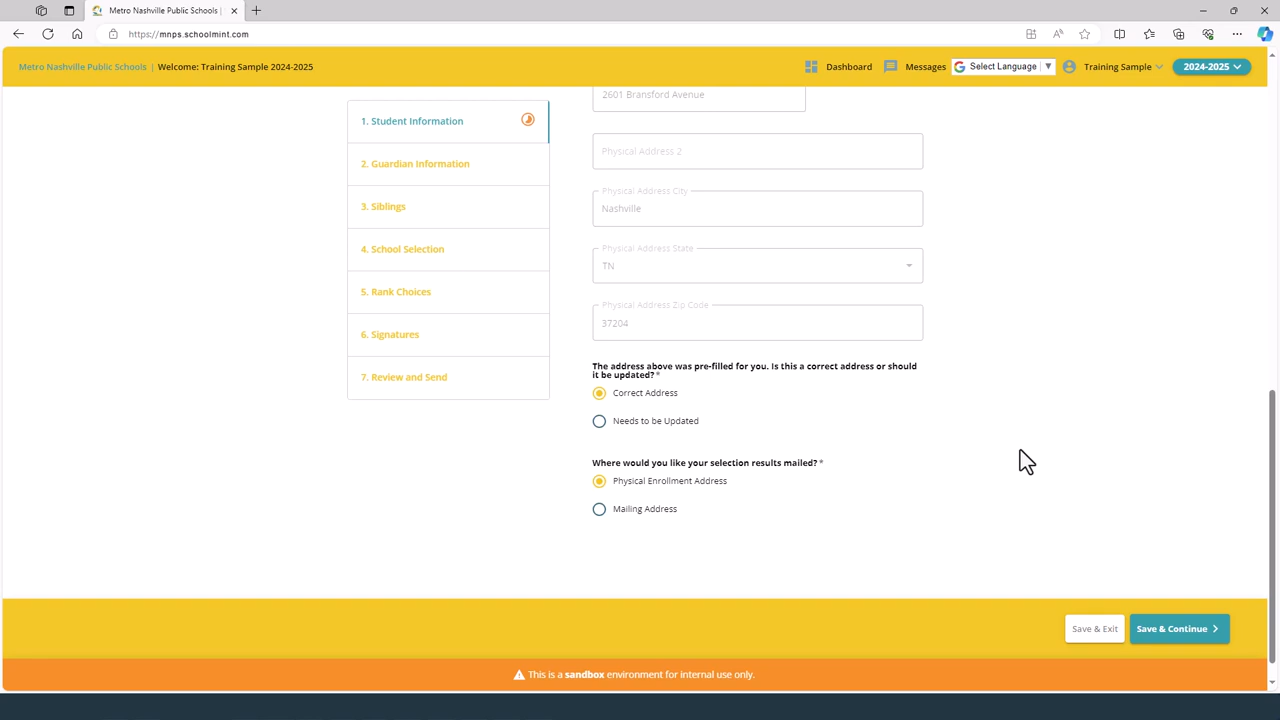 Metro Nashville Public Schools |
https://mnps.schoolmint.com
Metro Nashville Public Schools | Welcome: Training Sample 2024-2025
Dashboard
Messages
Select Language
Training Sample
2024-2025
1. Student Information
2. Guardian Information
3. Siblings
4. School Selection
5. Rank Choices
6. Signatures
7. Review and Send
2601 Bransford Avenue
Physical Address 2
Physical Address City
Nashville
Physical Address State
TN
Physical Address Zip Code
37204
The address above was pre-filled for you. Is this a correct address or should
it be updated?*
Correct Address
Needs to be Updated
Where would you like your selection results mailed?*
Physical Enrollment Address
Mailing Address
Save & Exit
Save & Continue
This is a sandbox environment for internal use only.